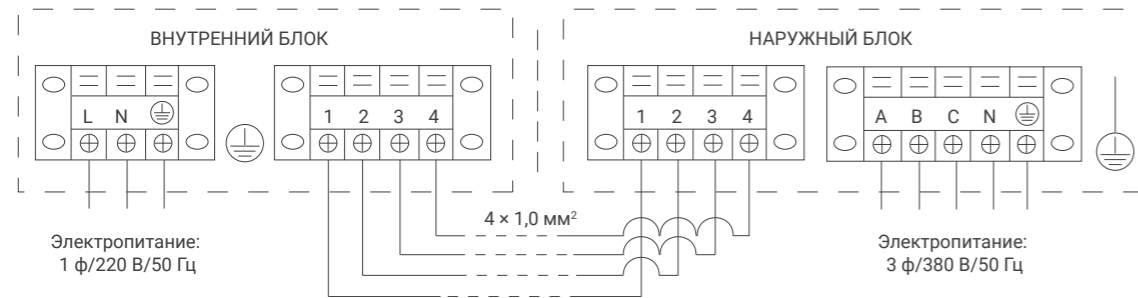 ВНУТРЕННИЙ БЛОК
НАРУЖНЫЙ БЛОК
L N
1 2 3 4
1 2 3 4
A B C N
4 × 1,0 мм²
Электропитание:
1 ф/220 В/50 Гц
Электропитание:
3 ф/380 В/50 Гц